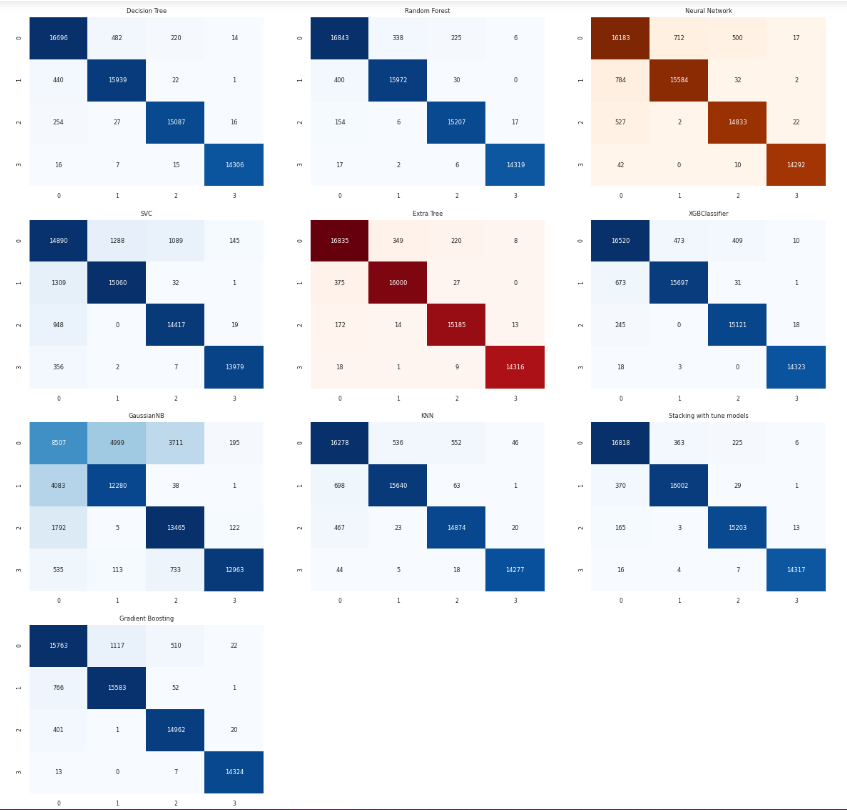 Decision Tree Random Forest Neural Network
0 16696 482 220 14 0 16843 338 225 6 0 16183 712 500 17
1 440 15939 22 1 1 400 15972 30 0 1 784 15584 32 2
2 254 27 15087 16 2 154 6 15207 17 2 527 2 14833 22
3 16 7 15 14306 3 17 2 6 14319 3 42 0 10 14292
0 1 2 3 0 1 2 3 0 1 2 3
SVC Extra Tree XGBClassifier
0 14890 1288 1089 145 0 16835 349 220 8 0 16520 473 409 10
1 1309 15060 32 1 1 375 16000 27 0 1 673 15697 31 1
2 948 0 14417 19 2 172 14 15185 13 2 245 0 15121 18
3 356 2 7 13979 3 18 1 9 14316 3 18 3 0 14323
0 1 2 3 0 1 2 3 0 1 2 3
GaussianNB KNN Stacking with tune models
0 8507 4999 3711 195 0 16278 536 552 46 0 16818 363 225 6
1 4083 12280 38 1 1 698 15640 63 1 1 370 16002 29 1
2 1792 5 13465 122 2 467 23 14874 20 2 165 3 15203 13
3 535 113 733 12963 3 44 5 18 14277 3 16 4 7 14317
0 1 2 3 0 1 2 3 0 1 2 3
Gradient Boosting
0 15763 1117 510 22
1 766 15583 52 1
2 401 1 14962 20
3 13 0 7 14324
0 1 2 3